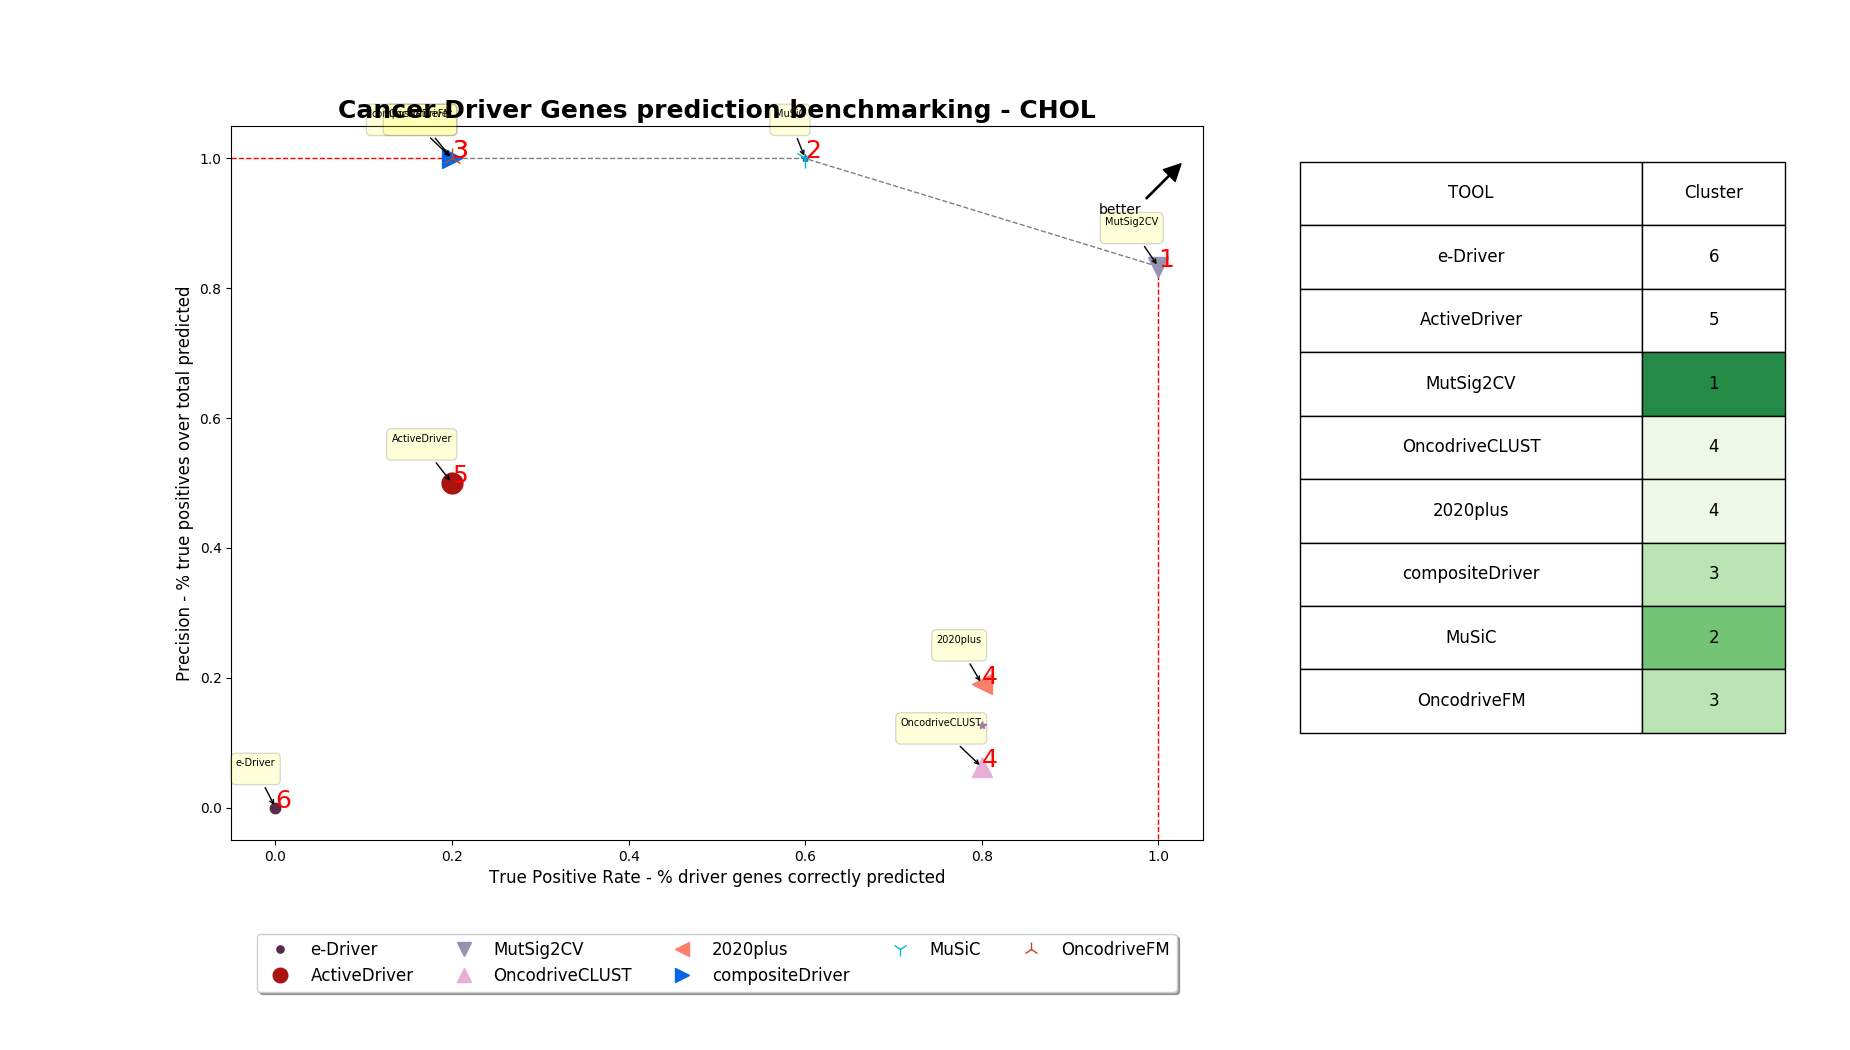 Cancer Driver Genes prediction benchmarking - CHOL
MuSiC
3
2
better
MutSig2CV
1
ActiveDriver
5
2020plus
4
OncodriveCLUST
4
e-Driver
6
1.0
0.8
0.6
0.4
0.2
0.0
Precision - % true positives over total predicted
0.0 0.2 0.4 0.6 0.8 1.0
True Positive Rate - % driver genes correctly predicted
e-Driver MutSig2CV 2020plus MuSiC OncodriveFM
ActiveDriver OncodriveCLUST compositeDriver
TOOL Cluster
e-Driver 6
ActiveDriver 5
MutSig2CV 1
OncodriveCLUST 4
2020plus 4
compositeDriver 3
MuSiC 2
OncodriveFM 3